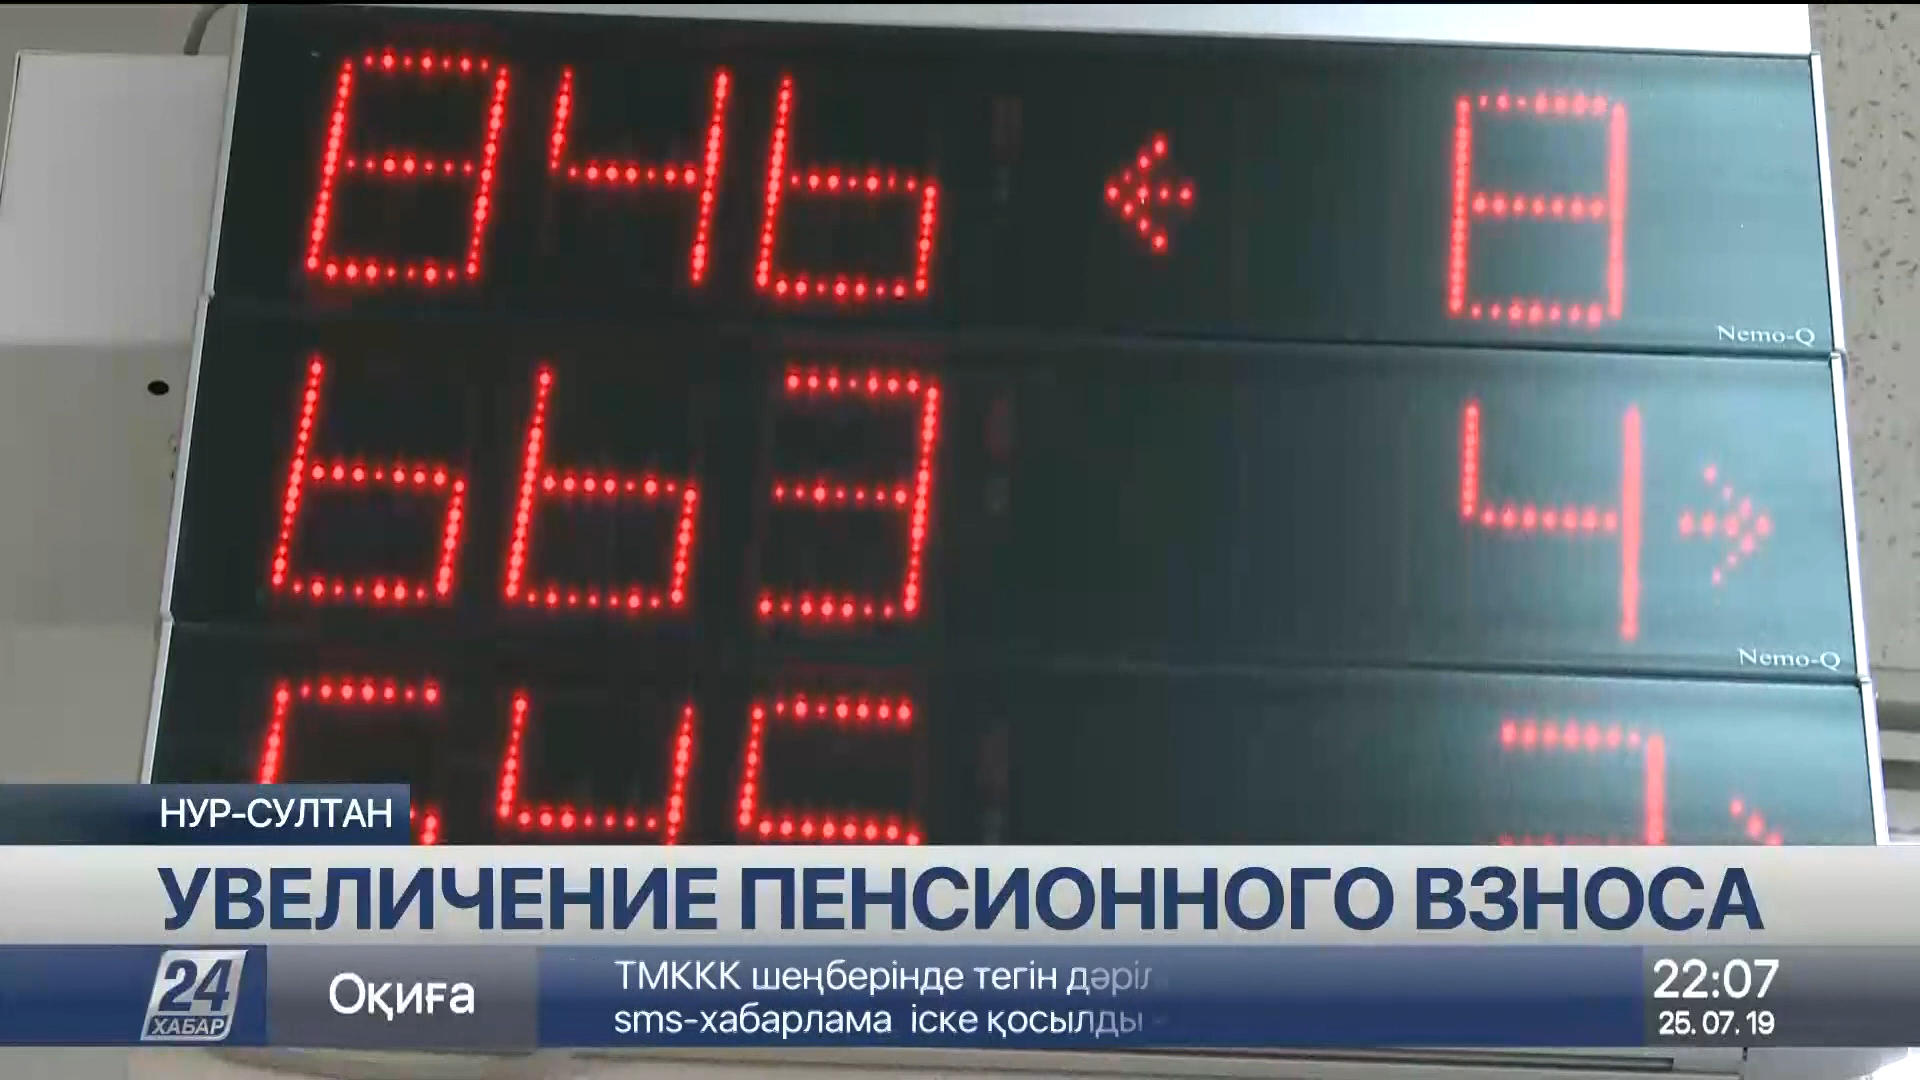 846 ← 8
Nemo-Q
663 4 →
Nemo-Q
НУР-СУЛТАН
УВЕЛИЧЕНИЕ ПЕНСИОННОГО ВЗНОСА
24
ХАБАР
Оқиға
ТМККК шеңберінде тегін дәріл
sms-хабарлама іске қосылды -
22:07
25.07.19